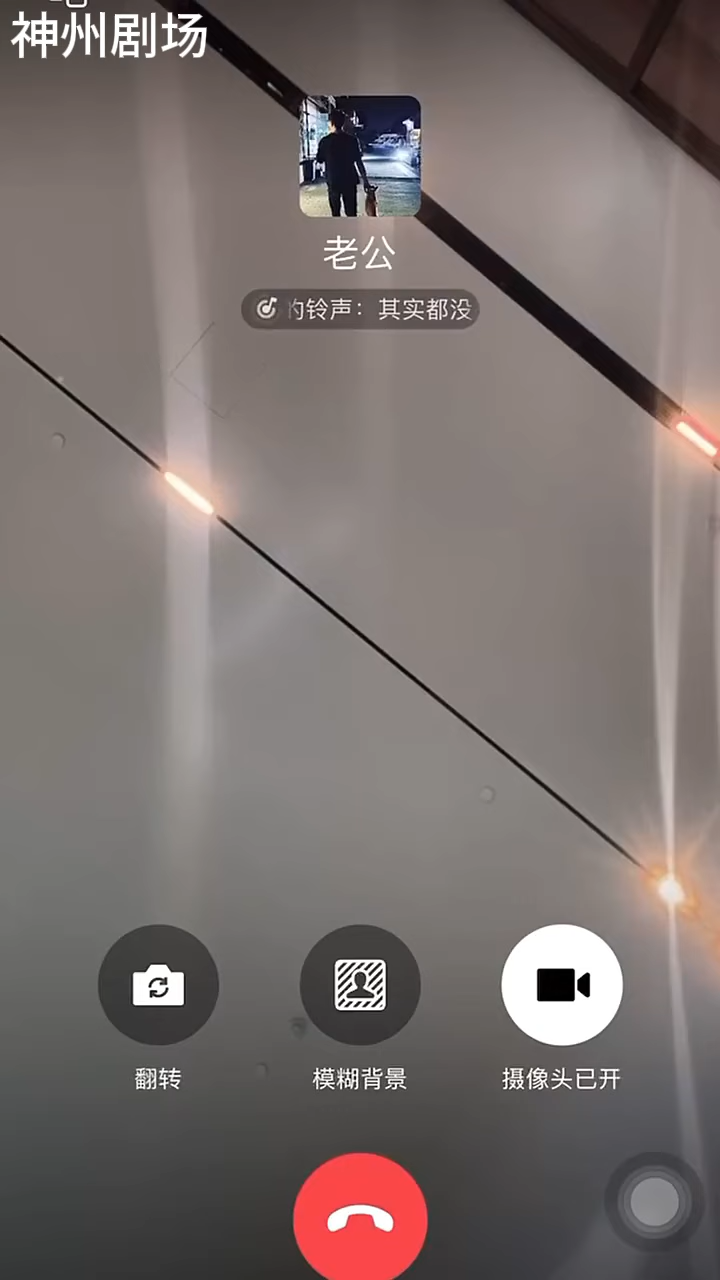 神州剧场
老公
的铃声：其实都没
翻转
模糊背景
摄像头已开